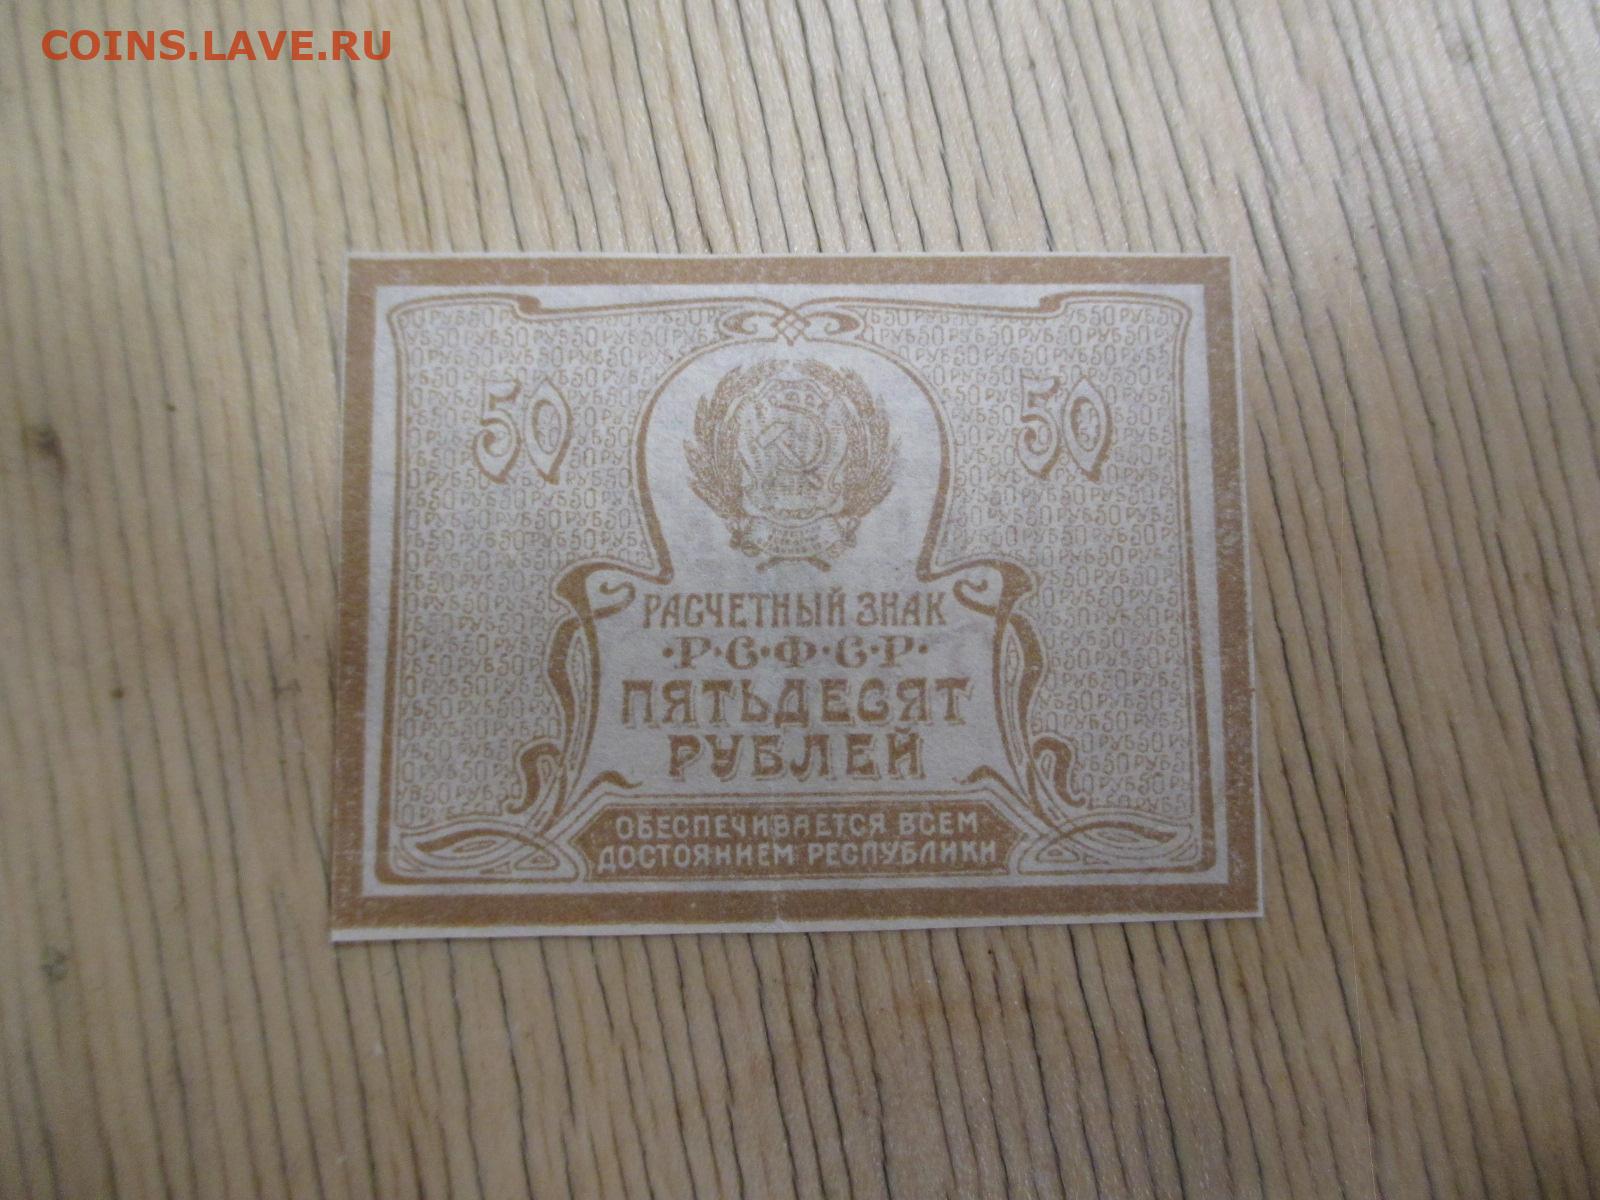 COINS.LAVE.RU
50 50
РАСЧЕТНЫЙ ЗНАК
·Р·С·Ф·С·Р·
ПЯТЬДЕСЯТ
РУБЛЕЙ
ОБЕСПЕЧИВАЕТСЯ ВСЕМ
ДОСТОЯНИЕМ РЕСПУБЛИКИ